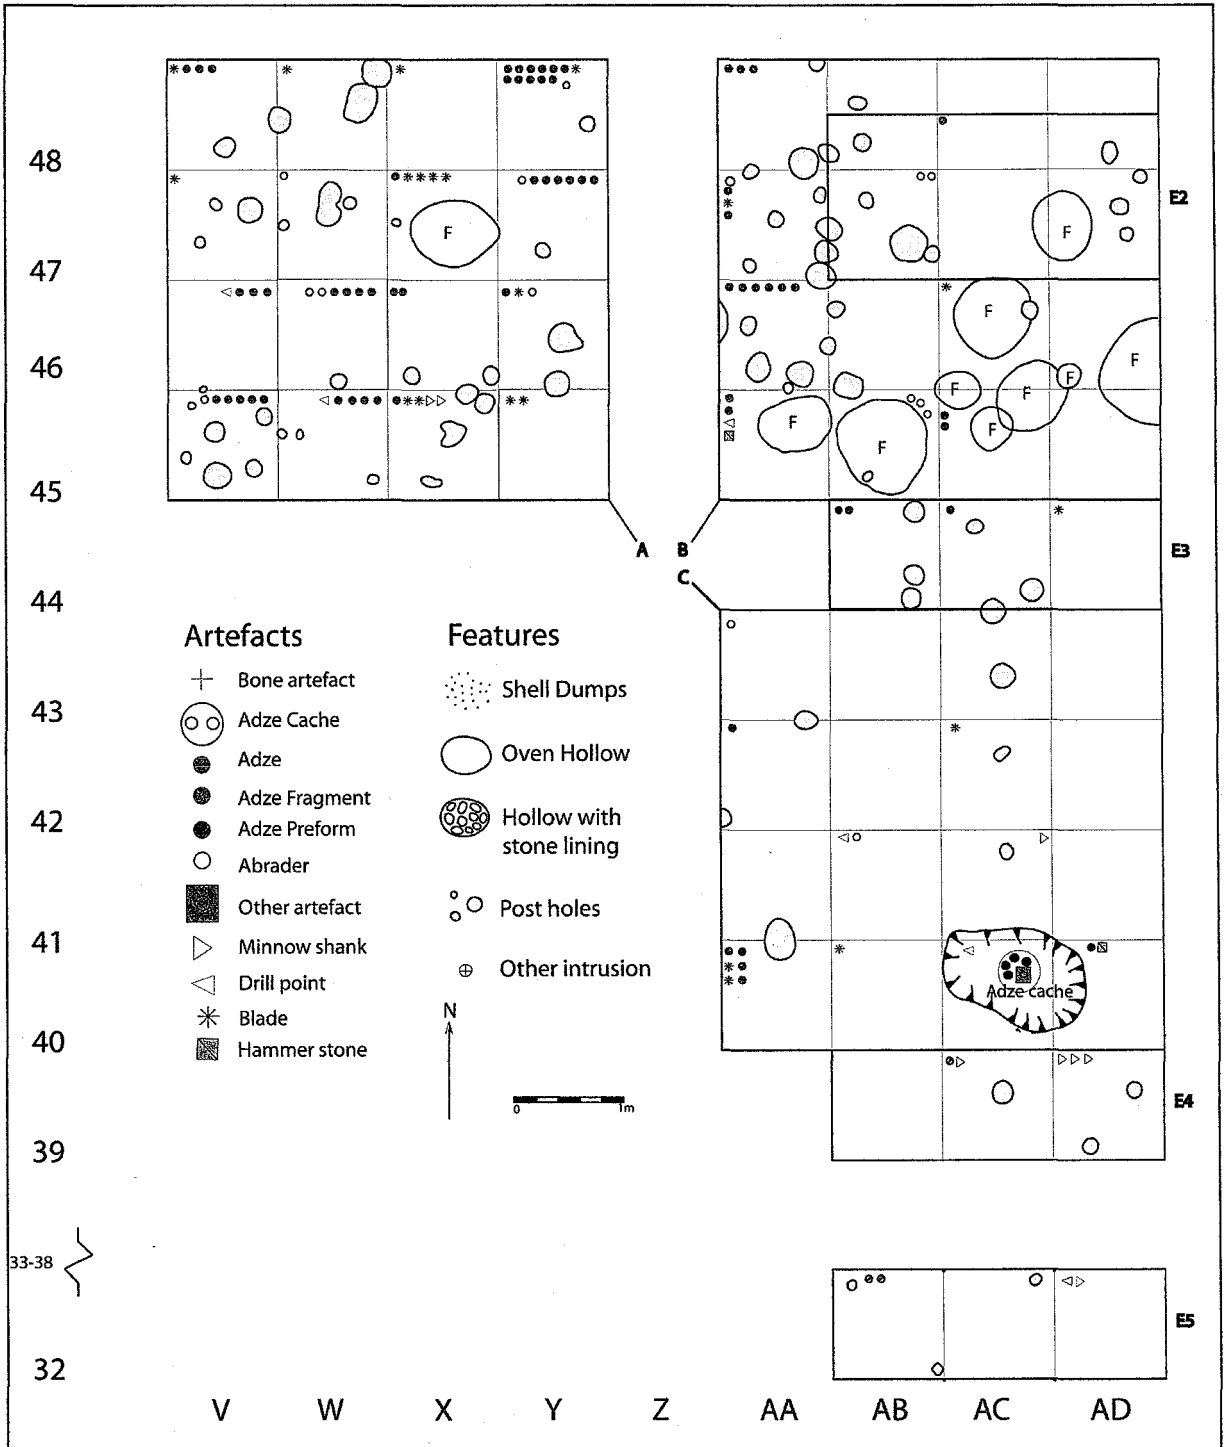 48
47
46
45
44
43
42
41
40
39
33-38
32
F
F
F
F
F
F
F
F
F
F
E2
E3
E4
E5
A
B
C
Artefacts
Bone artefact
Adze Cache
Adze
Adze Fragment
Adze Preform
Abrader
Other artefact
Minnow shank
Drill point
Blade
Hammer stone
Features
Shell Dumps
Oven Hollow
Hollow with
stone lining
Post holes
Other intrusion
N
0 1m
Adze cache
V W X Y Z AA AB AC AD